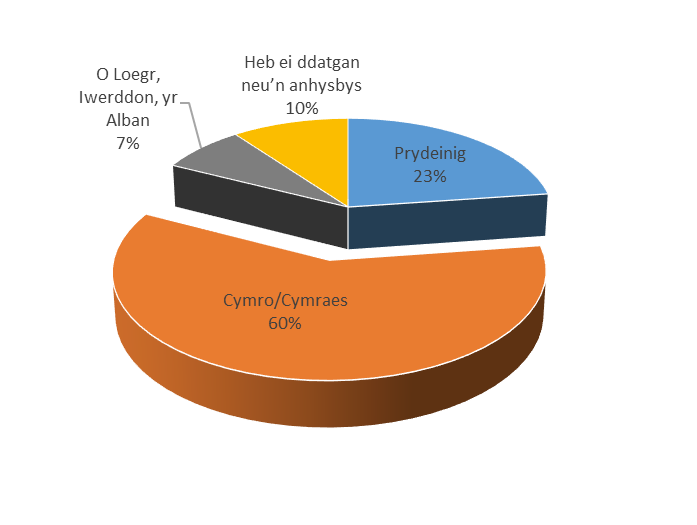 Heb ei ddatgan
neu’n anhysbys
10%
O Loegr,
Iwerddon, yr
Alban
7%
Prydeinig
23%
Cymro/Cymraes
60%